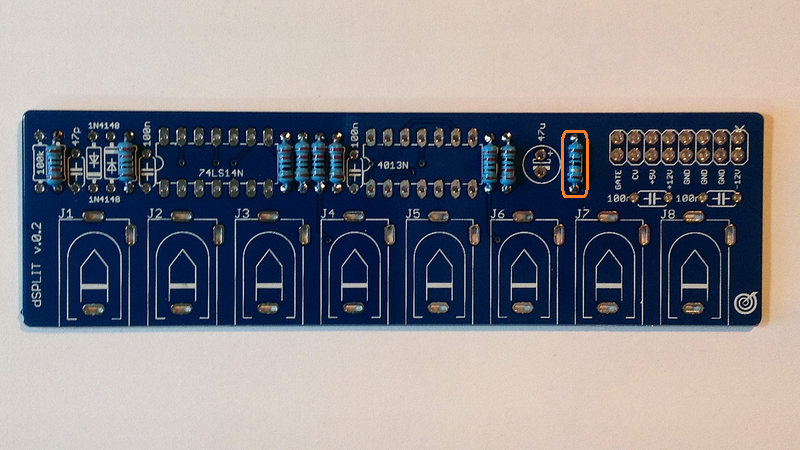 1N4148
100k
47p
100n
74LS14N
1N4148
100n
4013N
47u
+
GATE
CV
+5V
+12V
GND
GND
GND
-12V
100n
100n
J1
J2
J3
J4
J5
J6
J7
J8
dSPLIT v.0.2